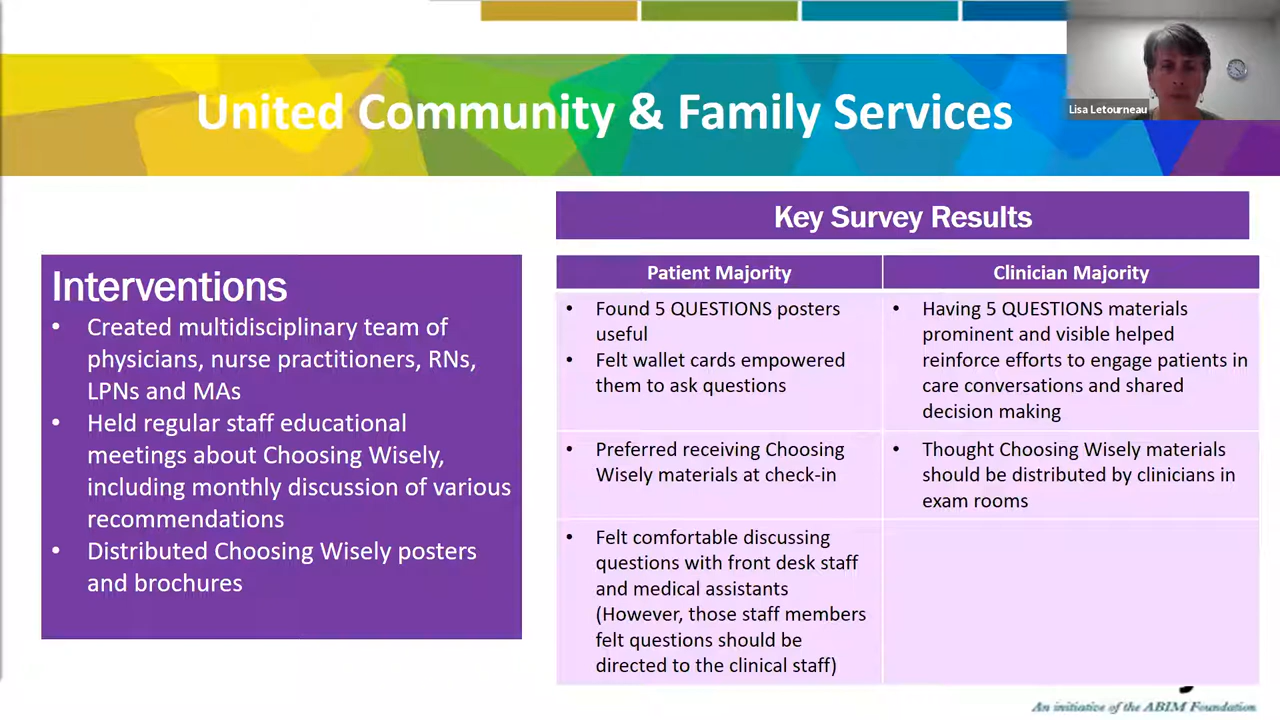 Lisa Letourneau
United Community & Family Services
Interventions
• Created multidisciplinary team of
physicians, nurse practitioners, RNs,
LPNs and MAs
• Held regular staff educational
meetings about Choosing Wisely,
including monthly discussion of various
recommendations
• Distributed Choosing Wisely posters
and brochures
Key Survey Results
Patient Majority
Clinician Majority
• Found 5 QUESTIONS posters
useful
• Felt wallet cards empowered
them to ask questions
• Having 5 QUESTIONS materials
prominent and visible helped
reinforce efforts to engage patients in
care conversations and shared
decision making
• Preferred receiving Choosing
Wisely materials at check-in
• Thought Choosing Wisely materials
should be distributed by clinicians in
exam rooms
• Felt comfortable discussing
questions with front desk staff
and medical assistants
(However, those staff members
felt questions should be
directed to the clinical staff)
An initiative of the ABIM Foundation